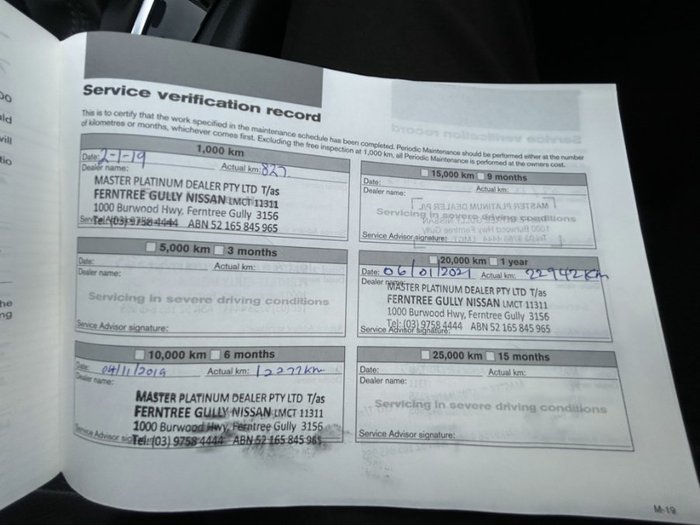 Service verification record
This is to certify that the work specified in the maintenance schedule has been completed. Periodic Maintenance should be performed either at the number
of kilometres or months, whichever comes first. Excluding the free inspection at 1,000 km, all Periodic Maintenance is performed at the owners cost.
1,000 km
Date: 2-1-19 Actual km: 827
Dealer name:
MASTER PLATINUM DEALER PTY LTD T/as
FERNTREE GULLY NISSAN LMCT 11311
1000 Burwood Hwy, Ferntree Gully 3156
Tel: (03) 9758 4444 ABN 52 165 845 965
5,000 km 3 months
Date: Actual km:
Dealer name:
Servicing in severe driving conditions
Service Advisor signature:
10,000 km 6 months
Date: 04/11/2019 Actual km: 12272km
Dealer name:
MASTER PLATINUM DEALER PTY LTD T/as
FERNTREE GULLY NISSAN LMCT 11311
1000 Burwood Hwy, Ferntree Gully 3156
Service Advisor
Tel: (03) 9758 4444 ABN 52 165 845 965
15,000 km 9 months
Date: Actual km:
Dealer name:
Servicing in severe driving conditions
Service Advisor signature:
20,000 km 1 year
Date: 06/01/2021 Actual km: 22942Km
Dealer name
MASTER PLATINUM DEALER PTY LTD T/as
FERNTREE GULLY NISSAN LMCT 11311
1000 Burwood Hwy, Ferntree Gully 3156
Tel: (03) 9758 4444 ABN 52 165 845 965
Service Advisor signature:
25,000 km 15 months
Date: Actual km:
Dealer name:
Servicing in severe driving conditions
Service Advisor signature:
M-19